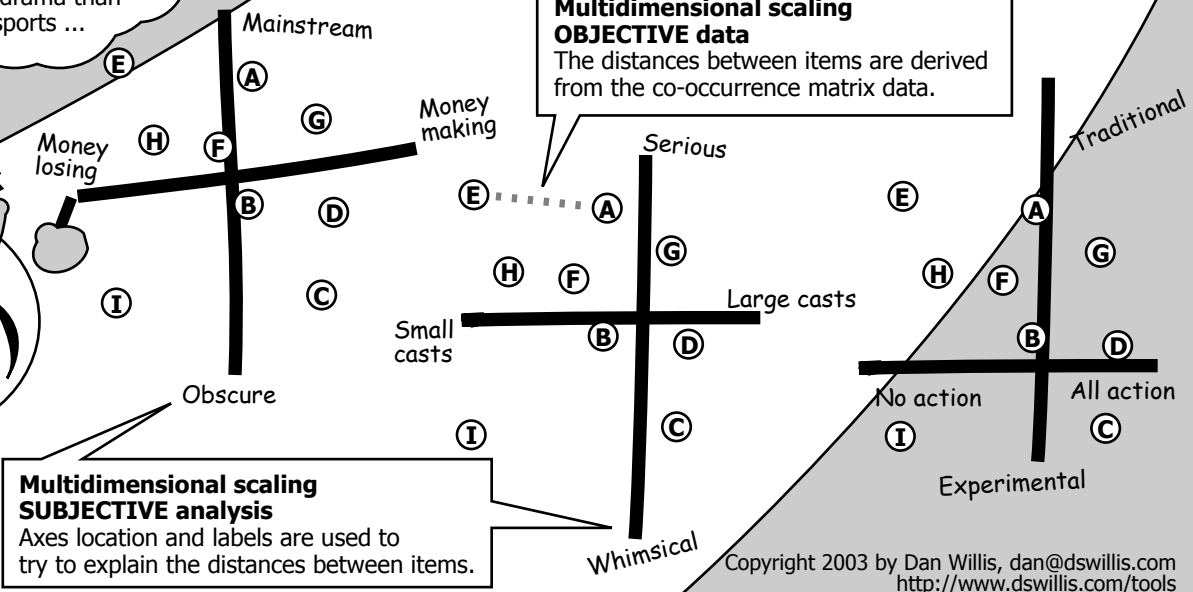 drama than
sports ...
Multidimensional scaling
OBJECTIVE data
The distances between items are derived
from the co-occurrence matrix data.
Mainstream
E
A
G
H
F
Money
making
Money
losing
B
D
I
C
Obscure
Serious
E
A
G
H
F
Large casts
Small
casts
B
D
I
C
Whimsical
Traditional
E
A
G
H
F
B
D
No action
All action
I
C
Experimental
Multidimensional scaling
SUBJECTIVE analysis
Axes location and labels are used to
try to explain the distances between items.
Copyright 2003 by Dan Willis, dan@dswillis.com
http://www.dswillis.com/tools